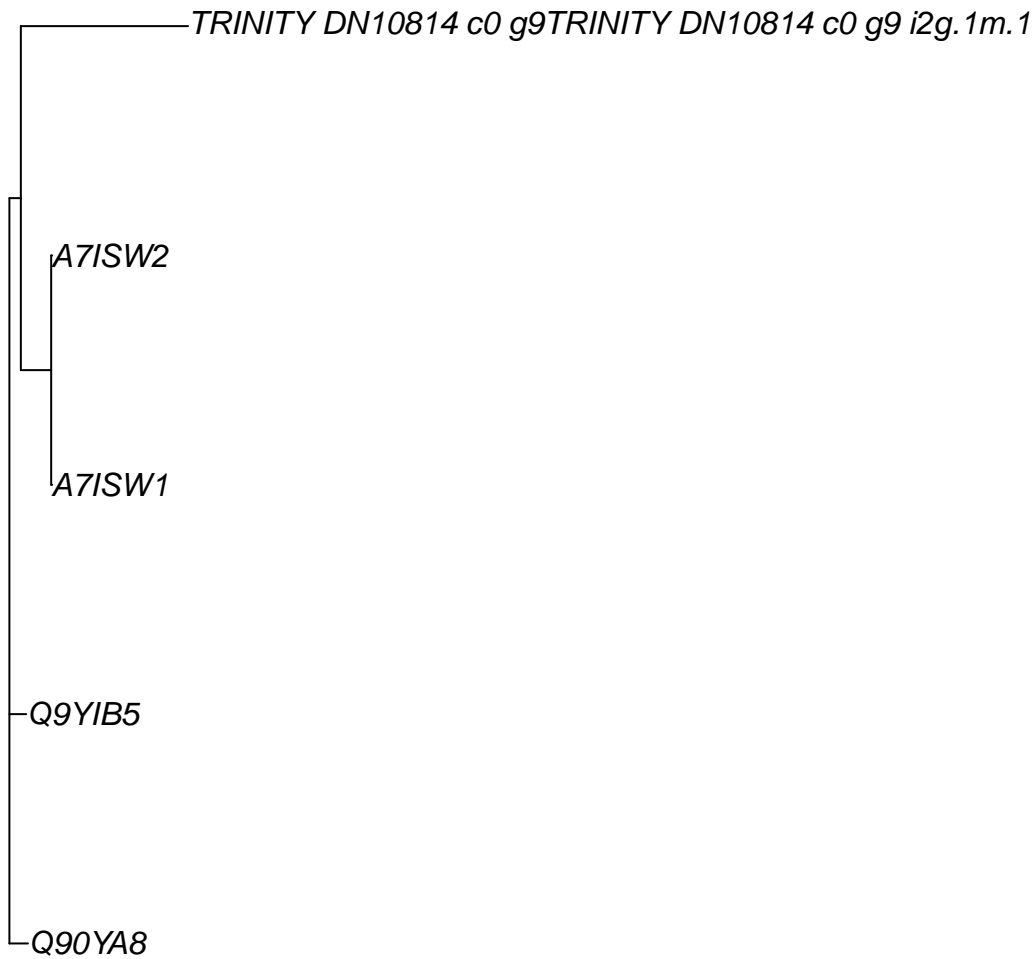 TRINITY DN10814 c0 g9TRINITY DN10814 c0 g9 i2g.1m.1
A7ISW2
A7ISW1
Q9YIB5
Q90YA8